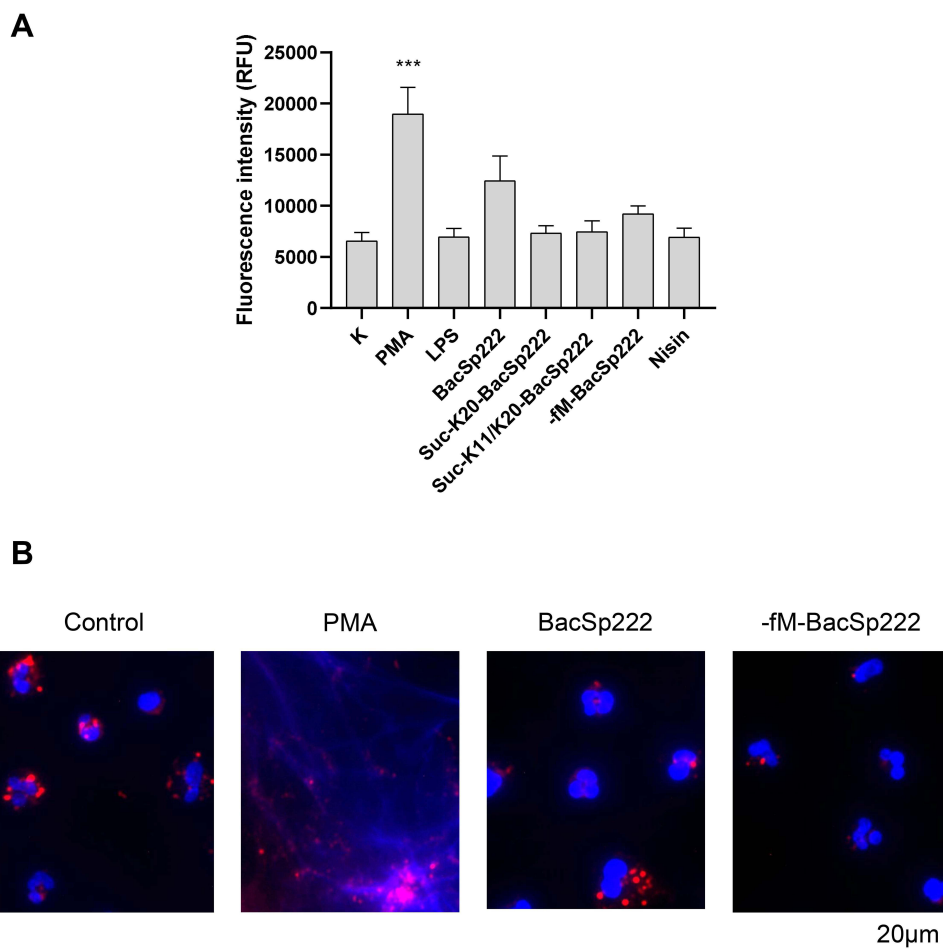 A
Fluorescence intensity (RFU)
25000
20000
15000
10000
5000
0
***
K
PMA
LPS
BacSp222
Suc-K20-BacSp222
Suc-K11/K20-BacSp222
-fM-BacSp222
Nisin
B
Control
PMA
BacSp222
-fM-BacSp222
20µm